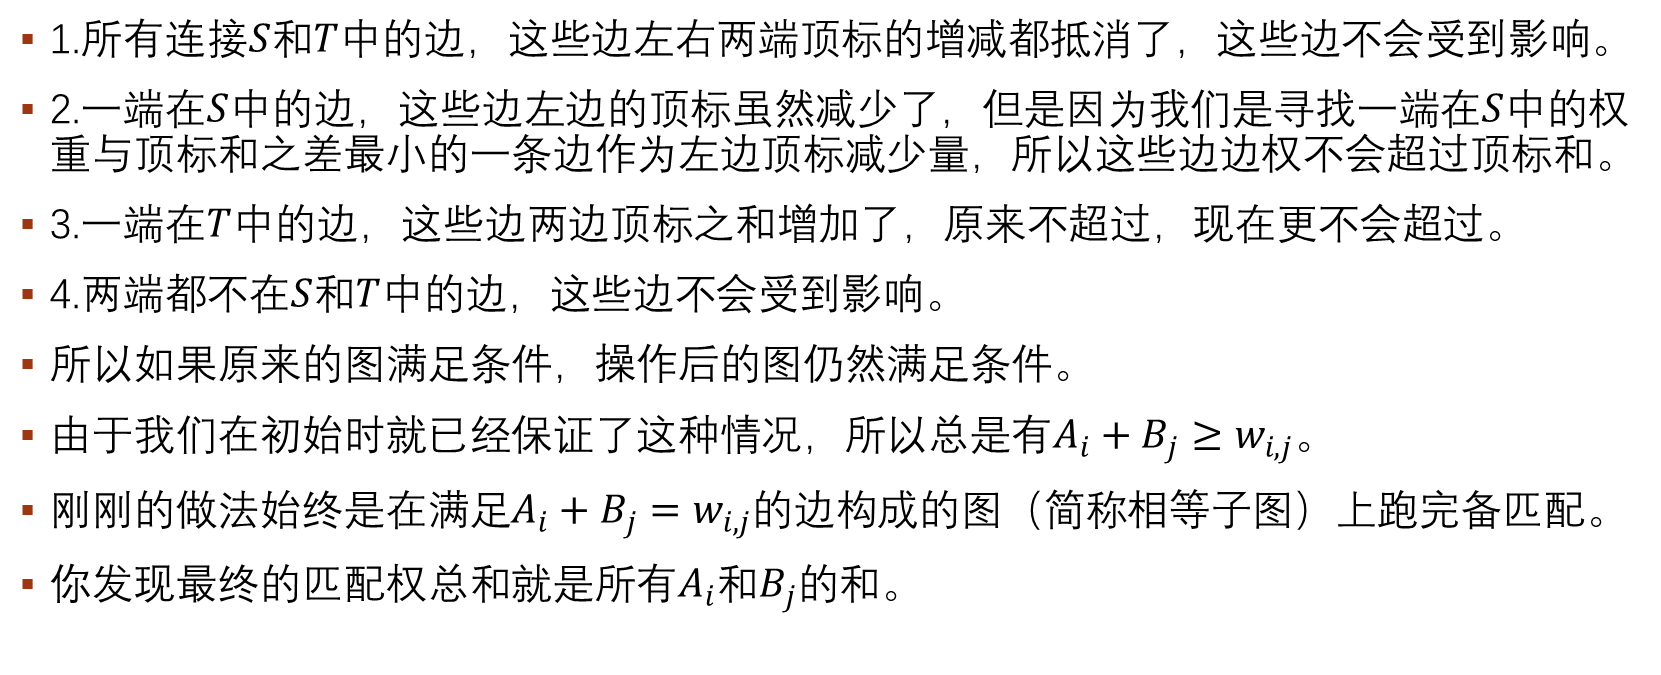 ▪ 1.所有连接S和T中的边，这些边左右两端顶标的增减都抵消了，这些边不会受到影响。
▪ 2.一端在S中的边，这些边左边的顶标虽然减少了，但是因为我们是寻找一端在S中的权
重与顶标和之差最小的一条边作为左边顶标减少量，所以这些边边权不会超过顶标和。
▪ 3.一端在T中的边，这些边两边顶标之和增加了，原来不超过，现在更不会超过。
▪ 4.两端都不在S和T中的边，这些边不会受到影响。
▪ 所以如果原来的图满足条件，操作后的图仍然满足条件。
▪ 由于我们在初始时就已经保证了这种情况，所以总是有A_i + B_j ≥ w_{i,j}。
▪ 刚刚的做法始终是在满足A_i + B_j = w_{i,j}的边构成的图（简称相等子图）上跑完备匹配。
▪ 你发现最终的匹配权总和就是所有A_i和B_j的和。